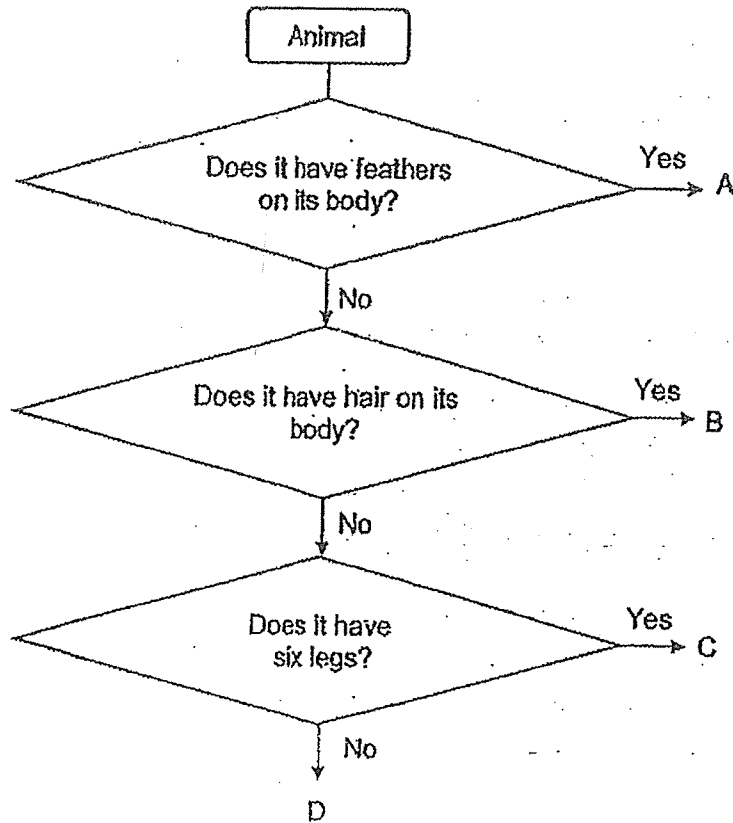 Animal
Does it have feathers
on its body?
Yes
A
No
Does it have hair on its
body?
Yes
B
No
Does it have
six legs?
Yes
C
No
D